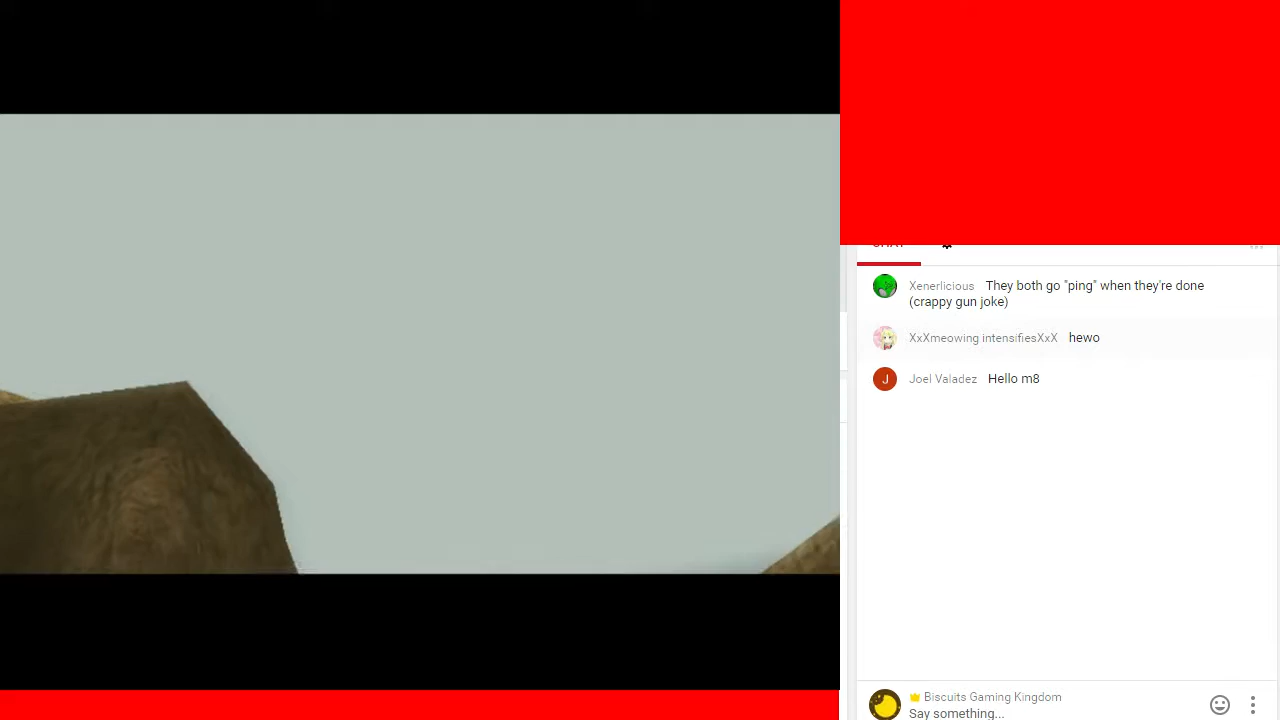 CHAT
Xenerlicious They both go "ping" when they're done
(crappy gun joke)
XxXmeowing intensifiesXxX hewo
J Joel Valadez Hello m8
Biscuits Gaming Kingdom
Say something...